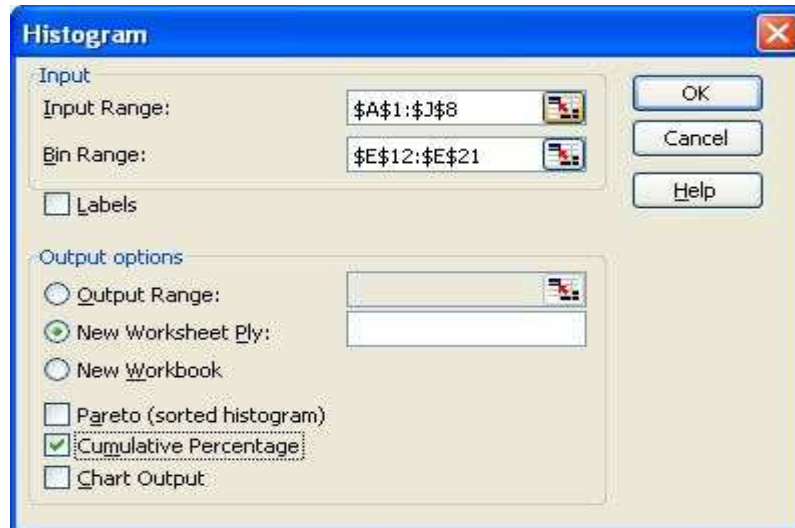 Histogram
Input
Input Range: $A$1:$J$8
OK
Bin Range: $E$12:$E$21
Cancel
Labels
Help
Output options
Output Range:
New Worksheet Ply:
New Workbook
Pareto (sorted histogram)
Cumulative Percentage
Chart Output